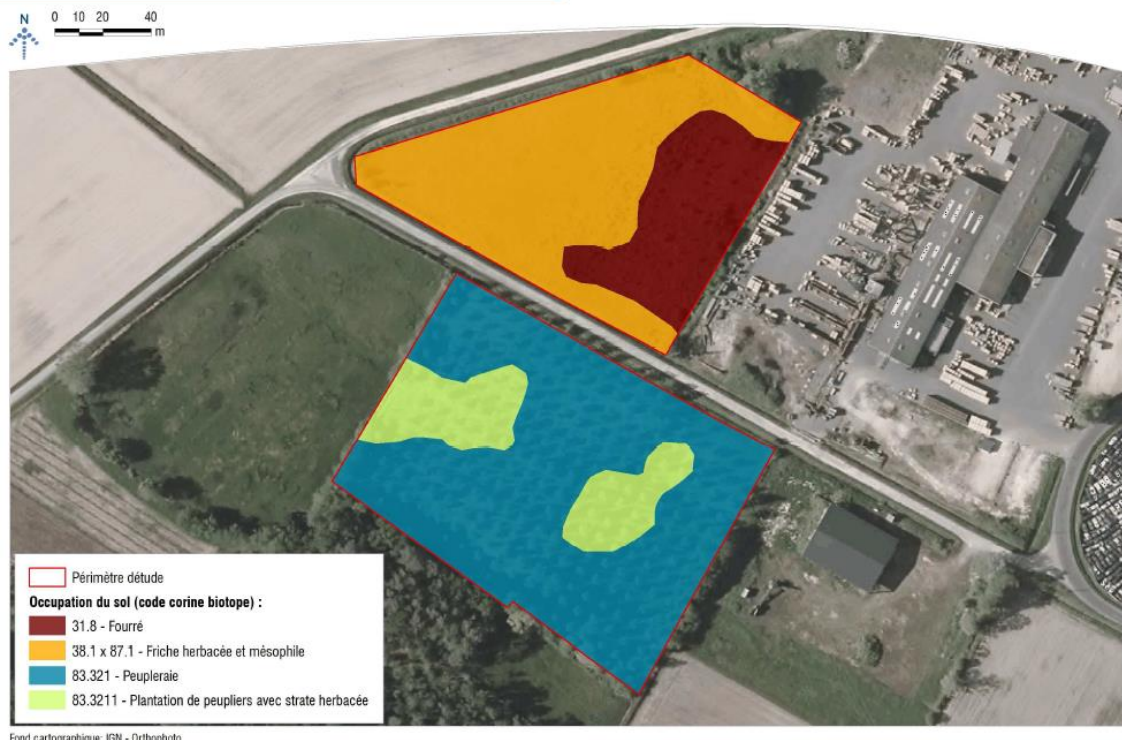 N
0 10 20 40
m
Périmètre détude
Occupation du sol (code corine biotope) :
31.8 - Fourré
38.1 x 87.1 - Friche herbacée et mésophile
83.321 - Peupleraie
83.3211 - Plantation de peupliers avec strate herbacée
Fond cartographique: IGN - Orthophoto